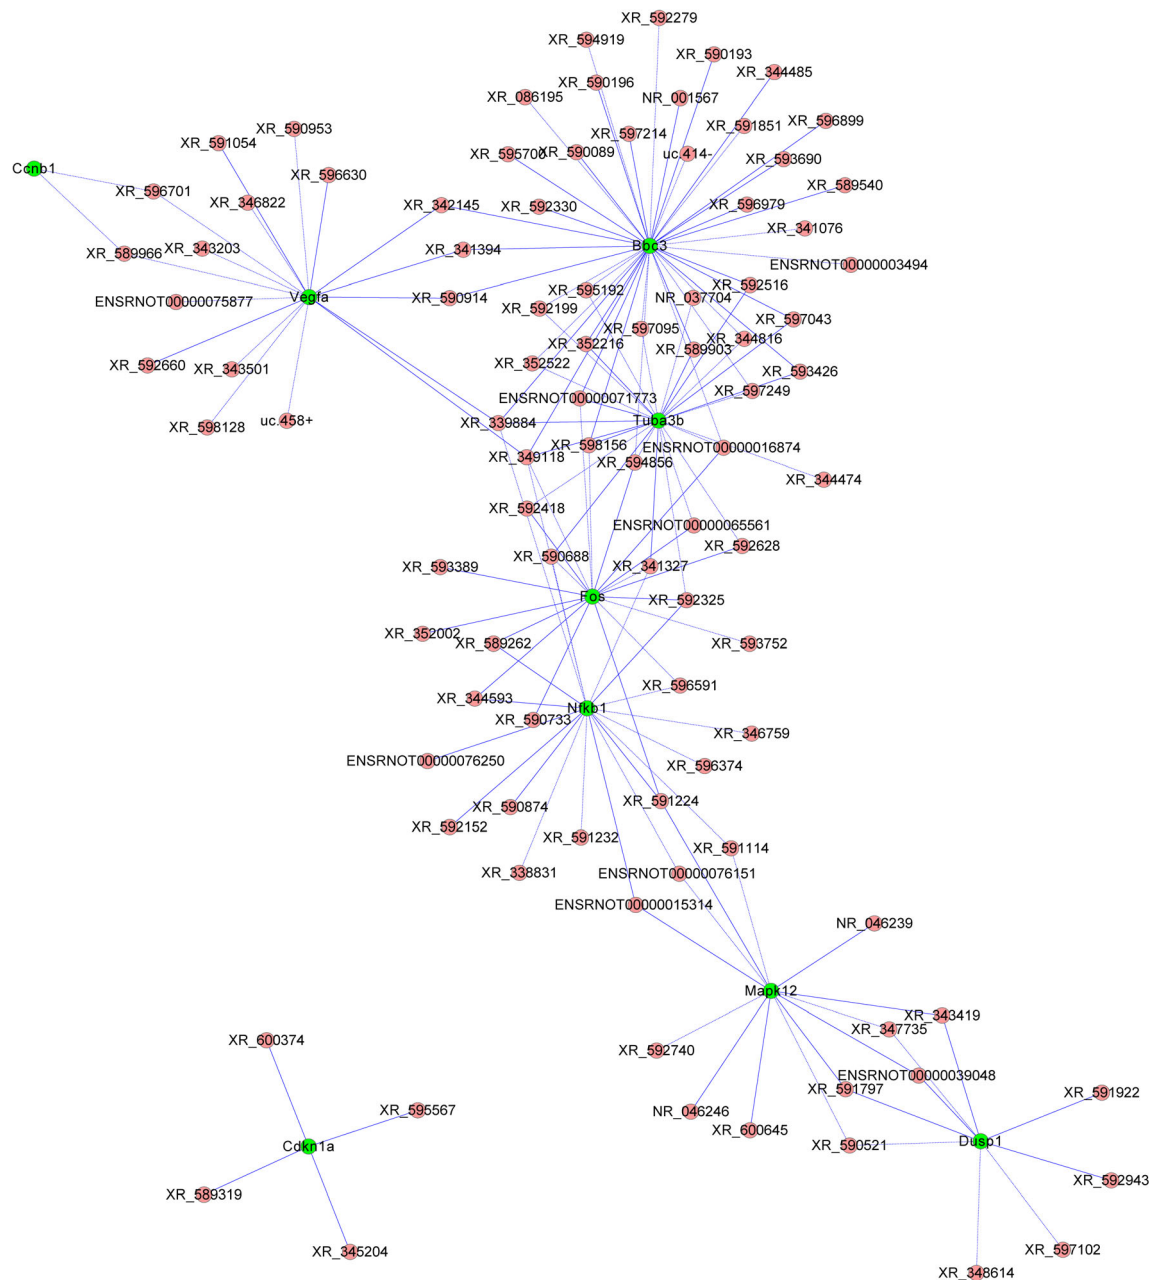 XR_592279
XR_594919
XR_590193
XR_344485
XR_590196
XR_086195
NR_001567
XR_596899
XR_591851
XR_590953
XR_597214
XR_591054
XR_590089
uc.414-
XR_595700
XR_593690
Ccnb1
XR_596630
XR_589540
XR_596701
XR_346822
XR_342145
XR_592330
XR_596979
XR_341076
Bbc3
XR_343203
XR_341394
XR_589966
ENSRNOT00000003494
XR_592516
XR_595192
NR_037704
Vegfa
XR_590914
ENSRNOT00000075877
XR_592199
XR_597043
XR_597095
XR_344816
XR_352216
XR_589903
XR_352522
XR_592660
XR_343501
XR_593426
XR_597249
ENSRNOT00000071773
uc.458+
Tuba3b
XR_339884
XR_598128
XR_598156
ENSRNOT00000016874
XR_349118
XR_594856
XR_344474
XR_592418
ENSRNOT00000065561
XR_592628
XR_590688
XR_593389
XR_341327
Fos
XR_592325
XR_352002
XR_589262
XR_593752
XR_596591
XR_344593
Nfkb1
XR_590733
XR_346759
ENSRNOT00000076250
XR_596374
XR_591224
XR_590874
XR_592152
XR_591232
XR_591114
XR_338831
ENSRNOT00000076151
ENSRNOT00000015314
NR_046239
Mapk12
XR_343419
XR_347735
XR_600374
XR_592740
ENSRNOT00000039048
XR_591797
XR_591922
XR_595567
NR_046246
XR_600645
Cdkn1a
XR_590521
Dusp1
XR_592943
XR_589319
XR_345204
XR_597102
XR_348614